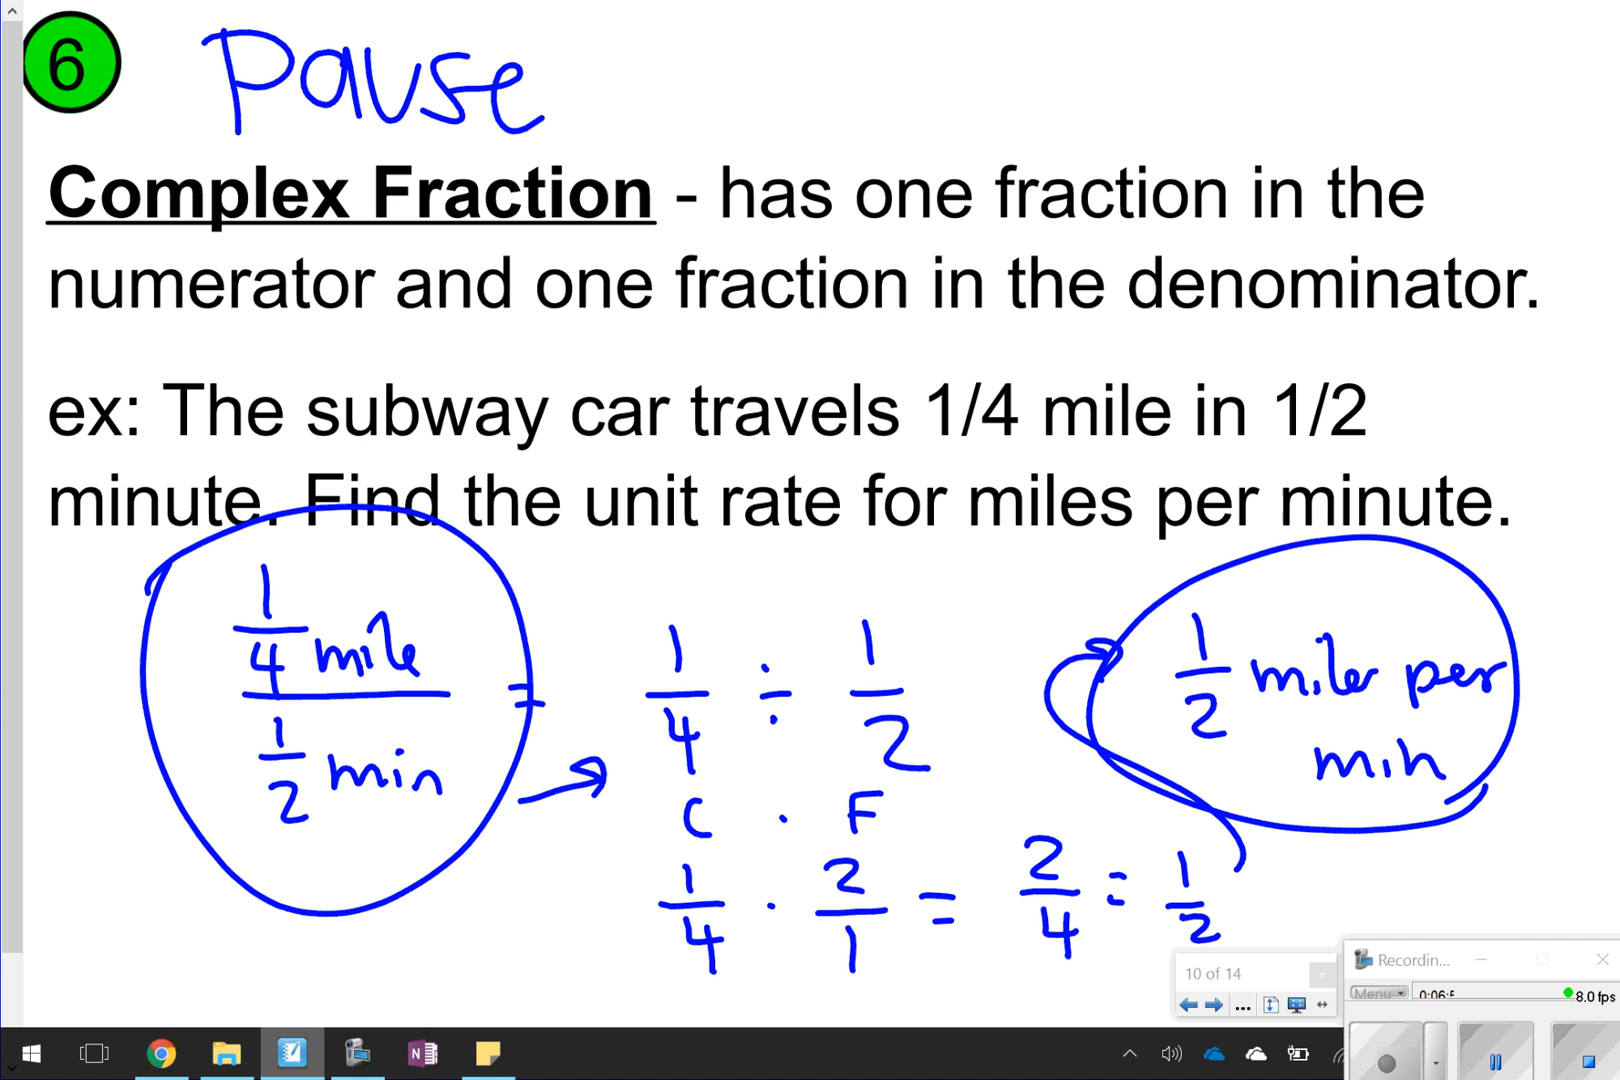 6 Pause
Complex Fraction - has one fraction in the
numerator and one fraction in the denominator.
ex: The subway car travels 1/4 mile in 1/2
minute. Find the unit rate for miles per minute.
1/4 mile
1/2 min
=
1/4 ÷ 1/2
C · F
1/4 · 2/1 = 2/4 = 1/2
1/2 miles per
min
10 of 14
Recordin...
Menu
8.0 fps